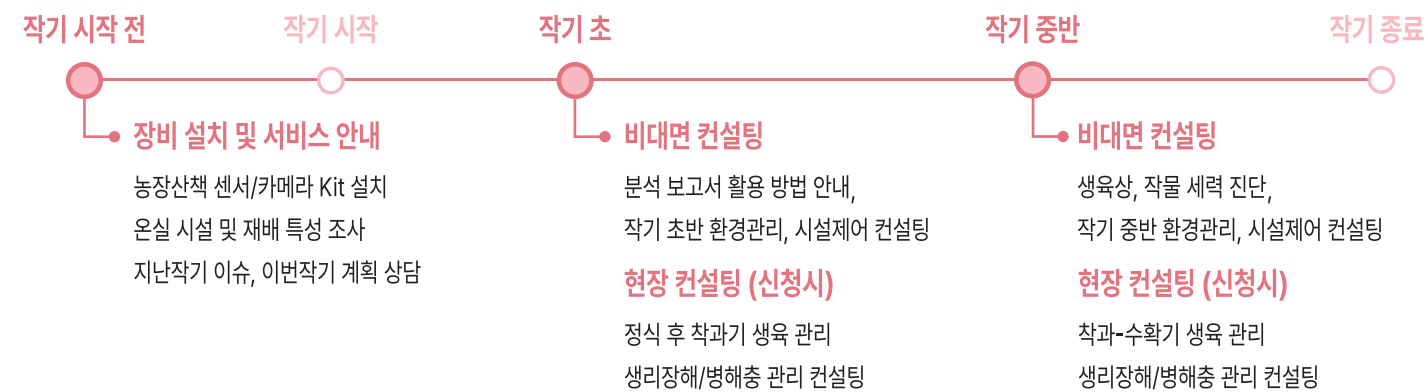 작기 시작 전
작기 시작
작기 초
작기 중반
작기 종료
장비 설치 및 서비스 안내
농장산책 센서/카메라 Kit 설치
온실 시설 및 재배 특성 조사
지난작기 이슈, 이번작기 계획 상담
비대면 컨설팅
분석 보고서 활용 방법 안내,
작기 초반 환경관리, 시설제어 컨설팅
현장 컨설팅 (신청시)
정식 후 착과기 생육 관리
생리장해/병해충 관리 컨설팅
비대면 컨설팅
생육상, 작물 세력 진단,
작기 중반 환경관리, 시설제어 컨설팅
현장 컨설팅 (신청시)
착과-수확기 생육 관리
생리장해/병해충 관리 컨설팅